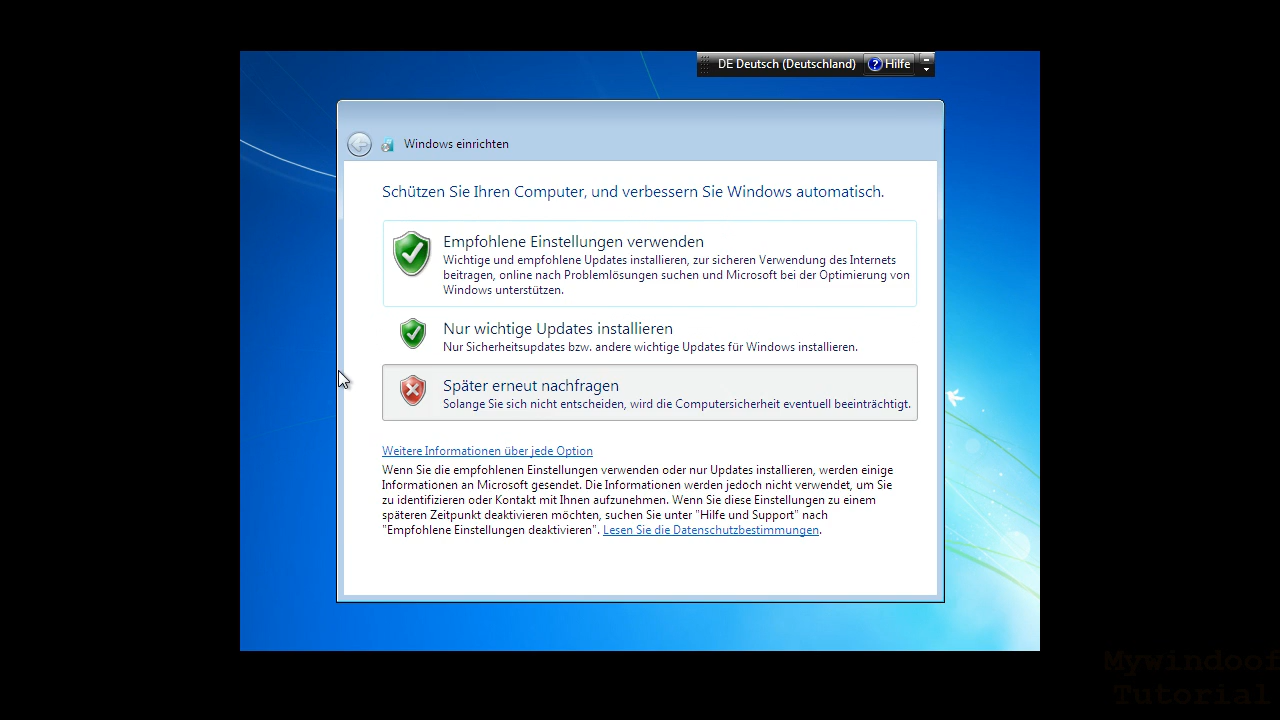 DE Deutsch (Deutschland) Hilfe
Windows einrichten
Schützen Sie Ihren Computer, und verbessern Sie Windows automatisch.
Empfohlene Einstellungen verwenden
Wichtige und empfohlene Updates installieren, zur sicheren Verwendung des Internets
beitragen, online nach Problemlösungen suchen und Microsoft bei der Optimierung von
Windows unterstützen.
Nur wichtige Updates installieren
Nur Sicherheitsupdates bzw. andere wichtige Updates für Windows installieren.
Später erneut nachfragen
Solange Sie sich nicht entscheiden, wird die Computersicherheit eventuell beeinträchtigt.
Weitere Informationen über jede Option
Wenn Sie die empfohlenen Einstellungen verwenden oder nur Updates installieren, werden einige
Informationen an Microsoft gesendet. Die Informationen werden jedoch nicht verwendet, um Sie
zu identifizieren oder Kontakt mit Ihnen aufzunehmen. Wenn Sie diese Einstellungen zu einem
späteren Zeitpunkt deaktivieren möchten, suchen Sie unter "Hilfe und Support" nach
"Empfohlene Einstellungen deaktivieren". Lesen Sie die Datenschutzbestimmungen.
Mywindoof
Tutorial